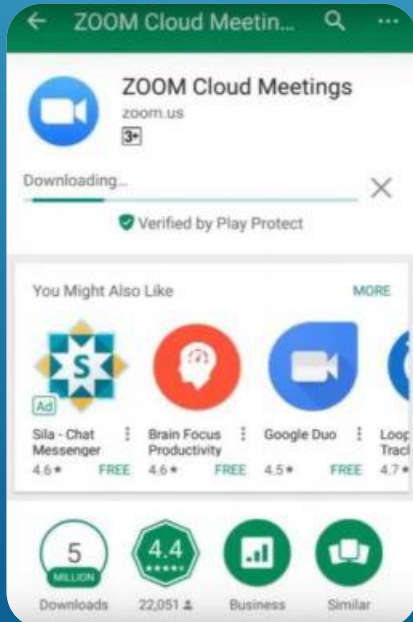 ZOOM Cloud Meetin...
ZOOM Cloud Meetings
zoom.us
3+
Downloading...
Verified by Play Protect
You Might Also Like
MORE
S
Ad
Sila - Chat
Messenger
4.6★ FREE
Brain Focus
Productivity
4.6★ FREE
Google Duo
4.5★ FREE
Loop
Track
4.7★
5
MILLION
Downloads
4.4
22,051
Business
Similar